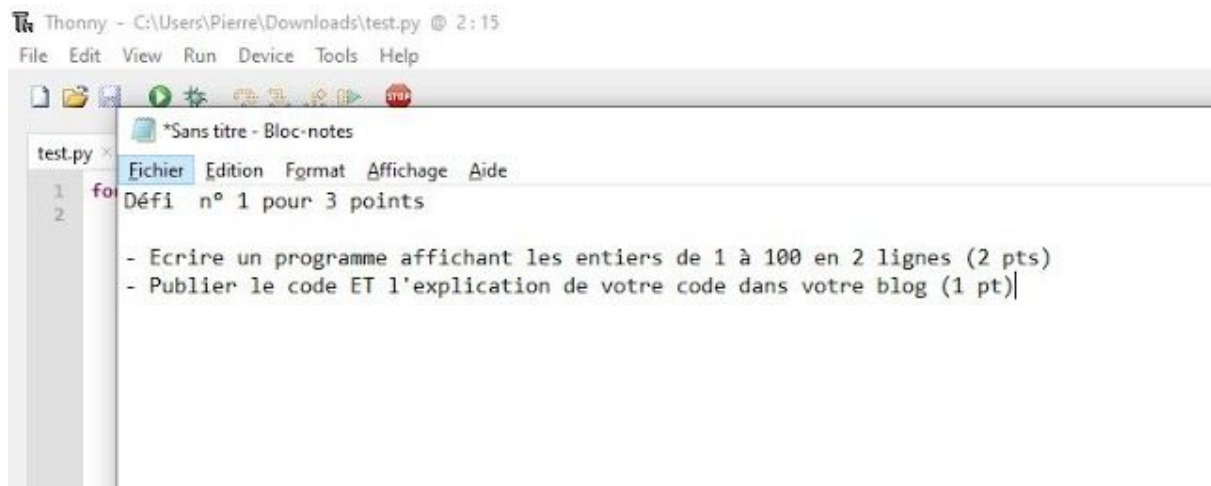 Thonny - C:\Users\Pierre\Downloads\test.py @ 2:15
File Edit View Run Device Tools Help
STOP
*Sans titre - Bloc-notes
test.py ×
Fichier Edition Format Affichage Aide
1 for
Défi n° 1 pour 3 points
2
- Ecrire un programme affichant les entiers de 1 à 100 en 2 lignes (2 pts)
- Publier le code ET l'explication de votre code dans votre blog (1 pt)